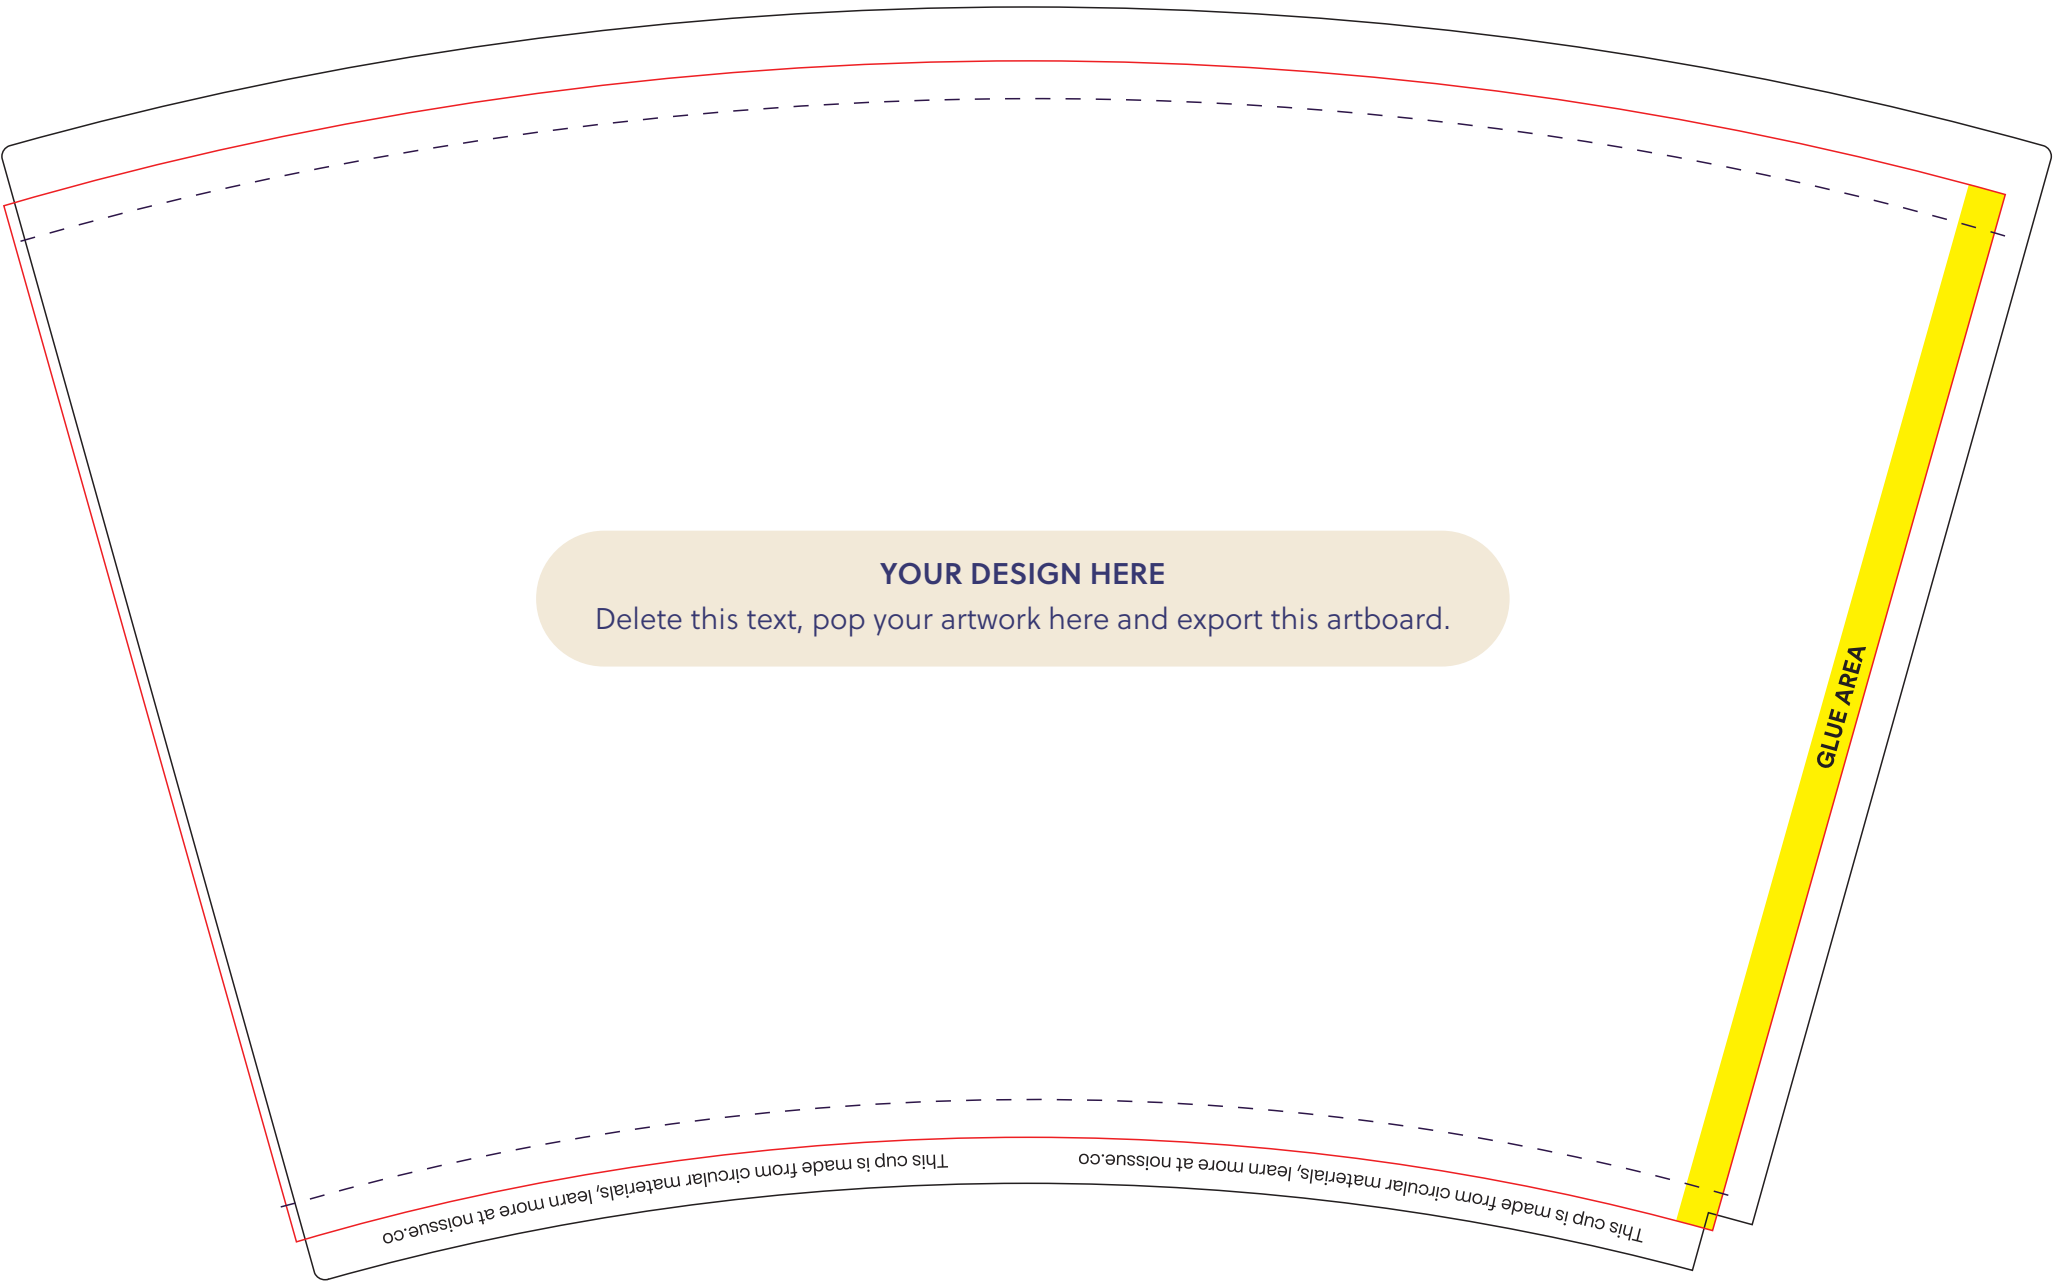 YOUR DESIGN HERE
Delete this text, pop your artwork here and export this artboard.
GLUE AREA
This cup is made from circular materials, learn more at noissue.co
This cup is made from circular materials, learn more at noissue.co